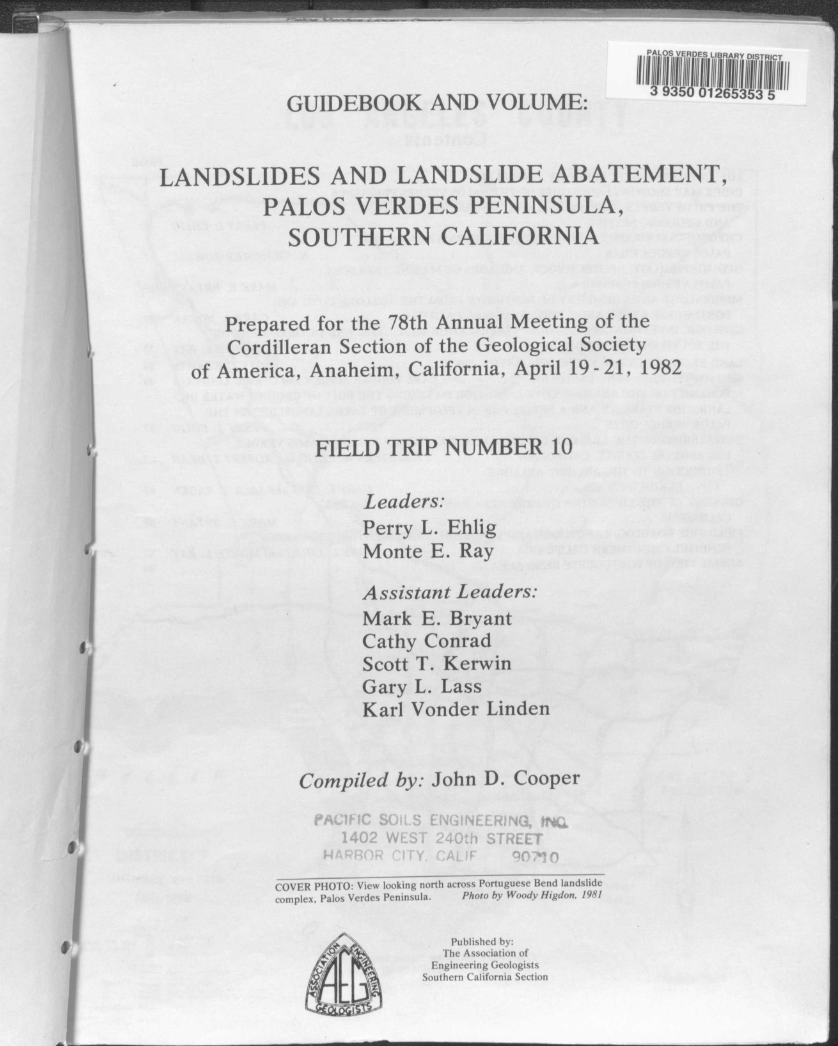 PALOS VERDES LIBRARY DISTRICT
3 9350 01265353 5
GUIDEBOOK AND VOLUME:
LANDSLIDES AND LANDSLIDE ABATEMENT,
PALOS VERDES PENINSULA,
SOUTHERN CALIFORNIA
Prepared for the 78th Annual Meeting of the
Cordilleran Section of the Geological Society
of America, Anaheim, California, April 19 - 21, 1982
FIELD TRIP NUMBER 10
Leaders:
Perry L. Ehlig
Monte E. Ray
Assistant Leaders:
Mark E. Bryant
Cathy Conrad
Scott T. Kerwin
Gary L. Lass
Karl Vonder Linden
Compiled by: John D. Cooper
PACIFIC SOILS ENGINEERING, INC.
1402 WEST 240th STREET
HARBOR CITY, CALIF 90710
COVER PHOTO: View looking north across Portuguese Bend landslide
complex, Palos Verdes Peninsula. Photo by Woody Higdon, 1981
ASSOCIATION ENGINEERING
AEG
GEOLOGISTS
Published by:
The Association of
Engineering Geologists
Southern California Section